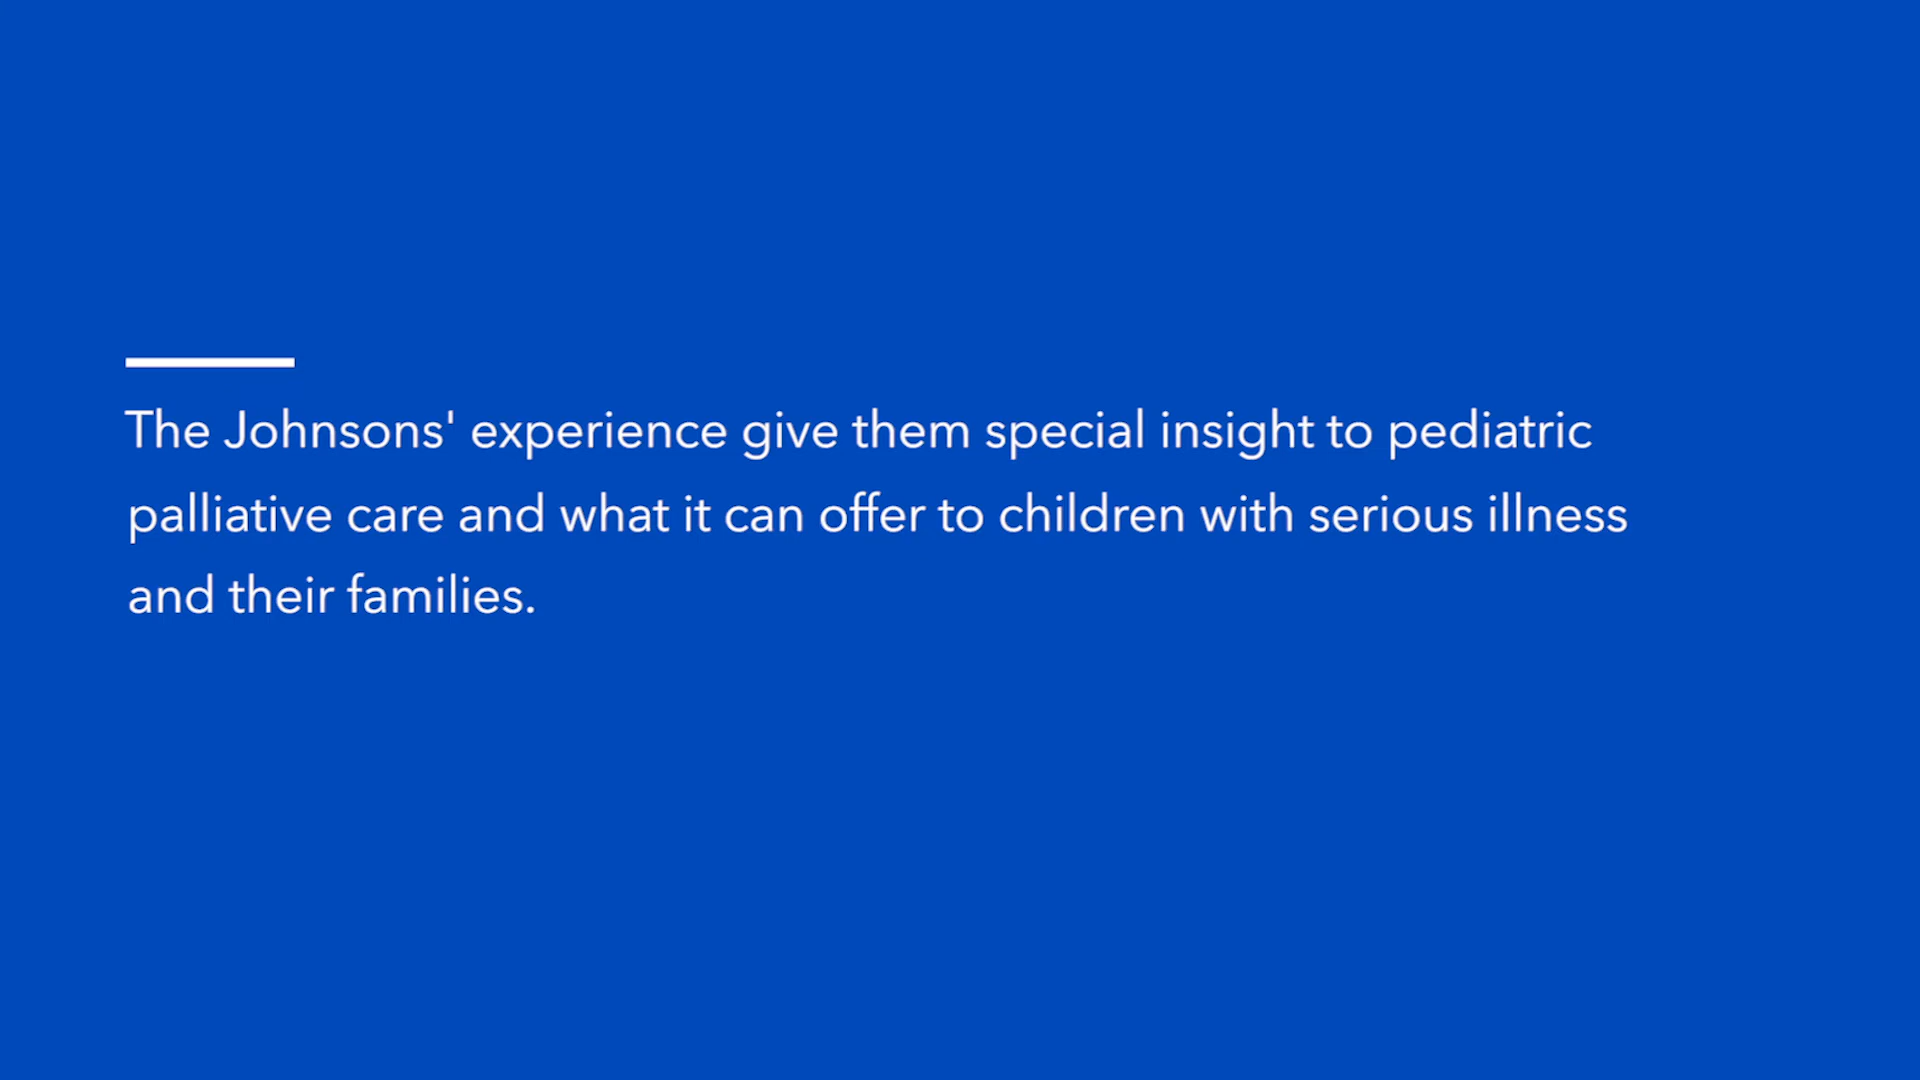 The Johnsons' experience give them special insight to pediatric
palliative care and what it can offer to children with serious illness
and their families.